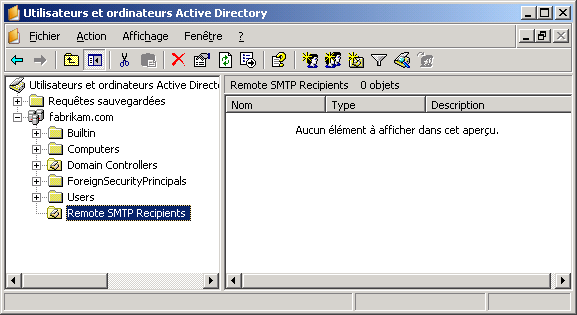 Utilisateurs et ordinateurs Active Directory
Fichier Action Affichage Fenêtre ?
Utilisateurs et ordinateurs Active Directo
Requêtes sauvegardées
fabrikam.com
Builtin
Computers
Domain Controllers
ForeignSecurityPrincipals
Users
Remote SMTP Recipients
Remote SMTP Recipients 0 objets
Nom Type Description
Aucun élément à afficher dans cet aperçu.